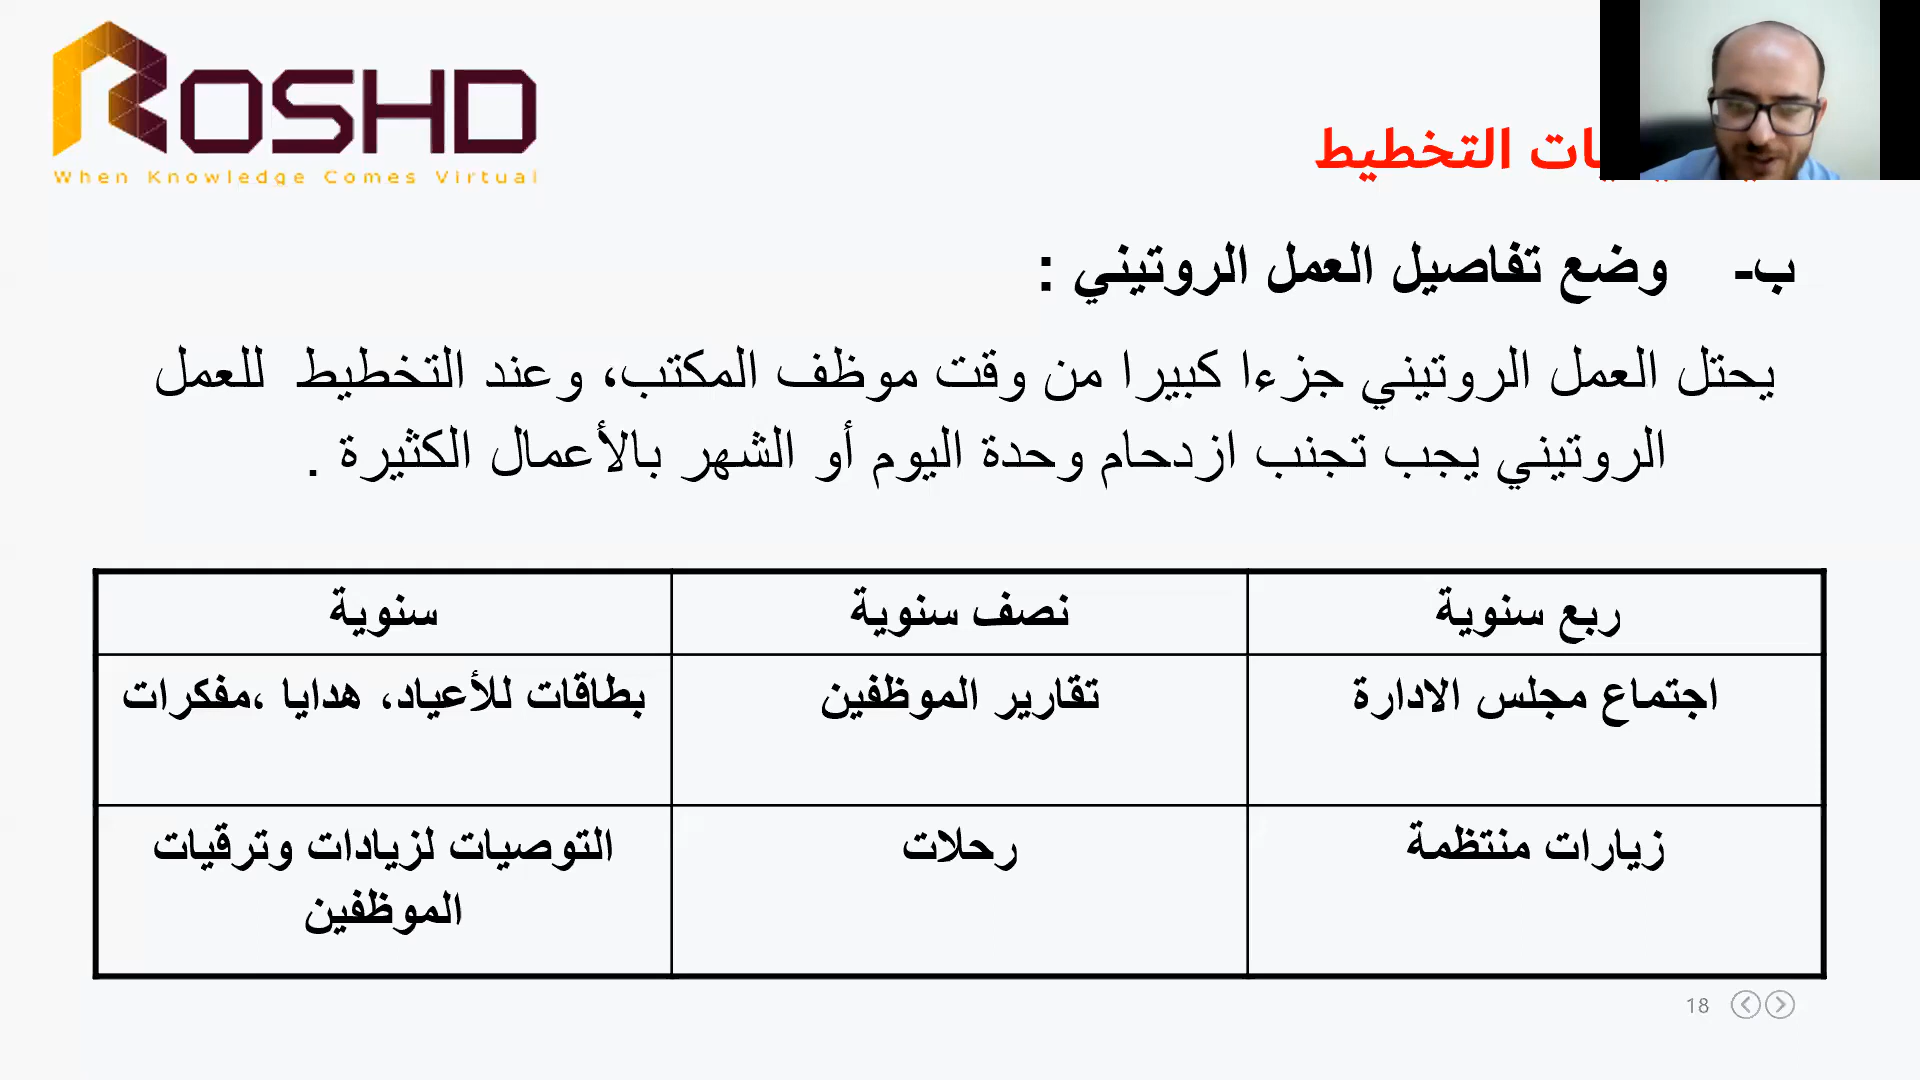 ROSHD
When Knowledge Comes Virtual
التخطيط
ب- وضع تفاصيل العمل الروتيني :
يحتل العمل الروتيني جزءا كبيرا من وقت موظف المكتب، وعند التخطيط للعمل
الروتيني يجب تجنب ازدحام وحدة اليوم أو الشهر بالأعمال الكثيرة .
ربع سنوية نصف سنوية سنوية
اجتماع مجلس الادارة تقارير الموظفين بطاقات للأعياد، هدايا ،مفكرات
زيارات منتظمة رحلات التوصيات لزيادات وترقيات
الموظفين
18